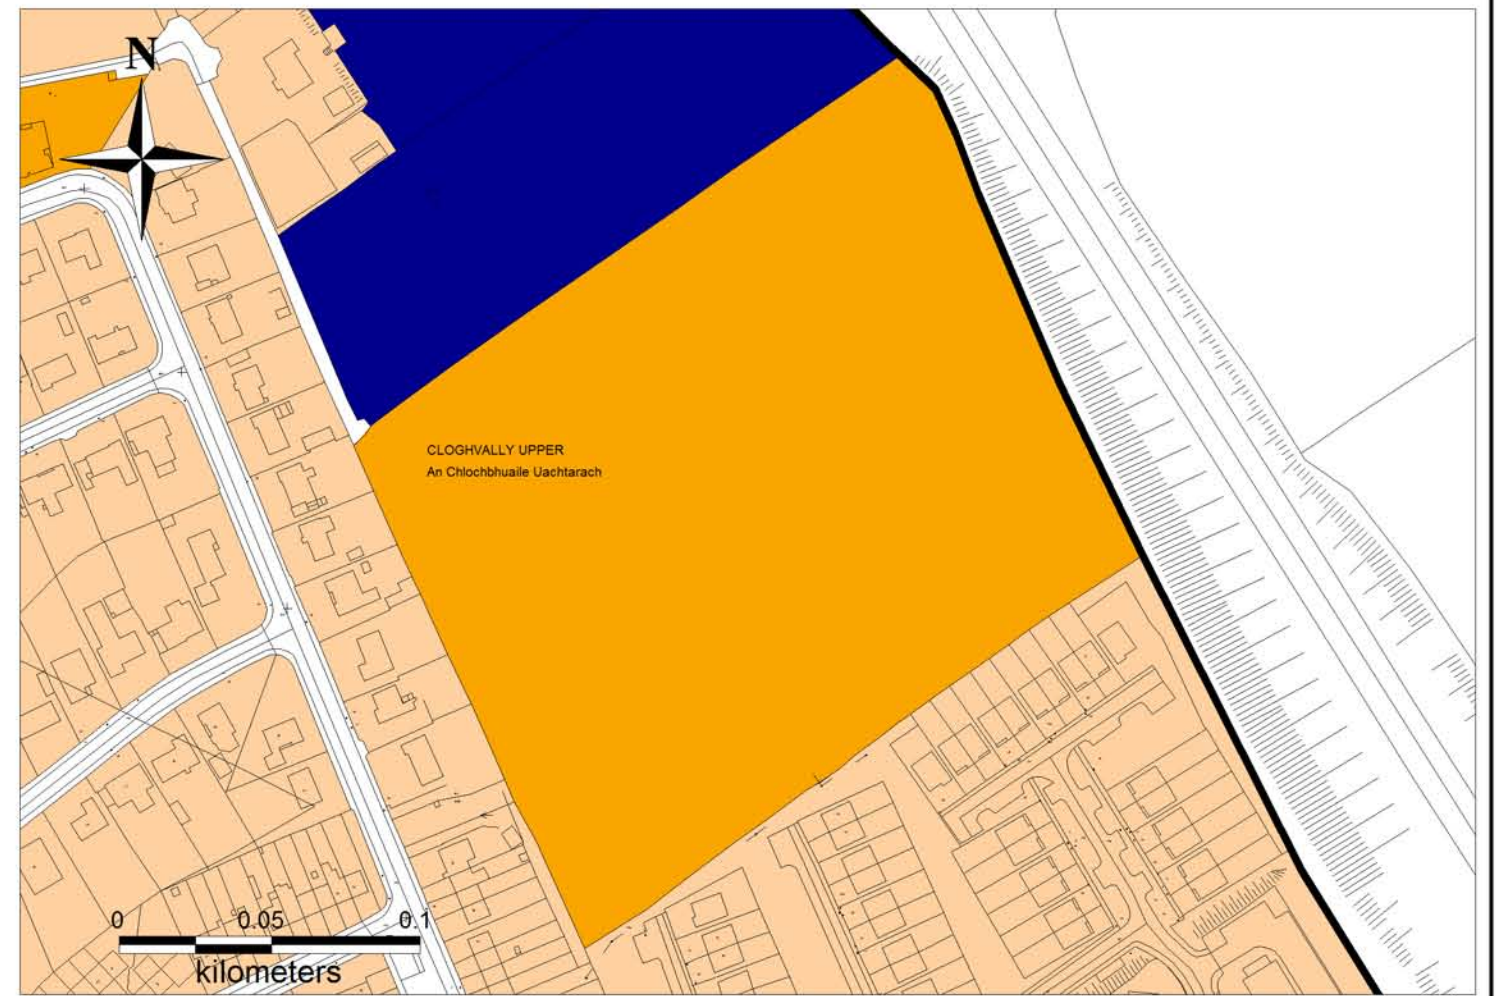 N
CLOGHVALLY UPPER
An Chlochbhuaile Uachtarach
0 0.05 0.1
kilometers